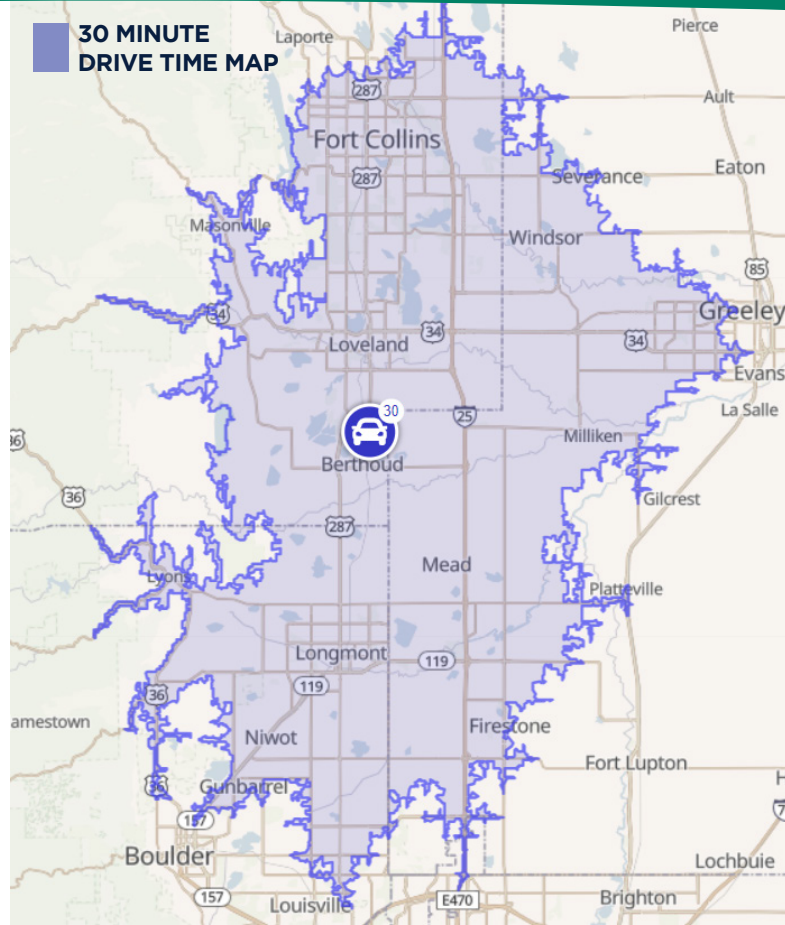 30 MINUTE
DRIVE TIME MAP
Laporte
Pierce
287
Ault
Fort Collins
Eaton
287
Severance
Masonville
Windsor
85
34
Greeley
34
34
Loveland
Evans
30
La Salle
25
Milliken
36
Berthoud
36
Gilcrest
287
Mead
Lyons
Platteville
Longmont
119
119
36
amestown
Firestone
Niwot
Fort Lupton
H
36
Gunbarrel
7
157
Boulder
Lochbuie
157
Louisville
E470
Brighton